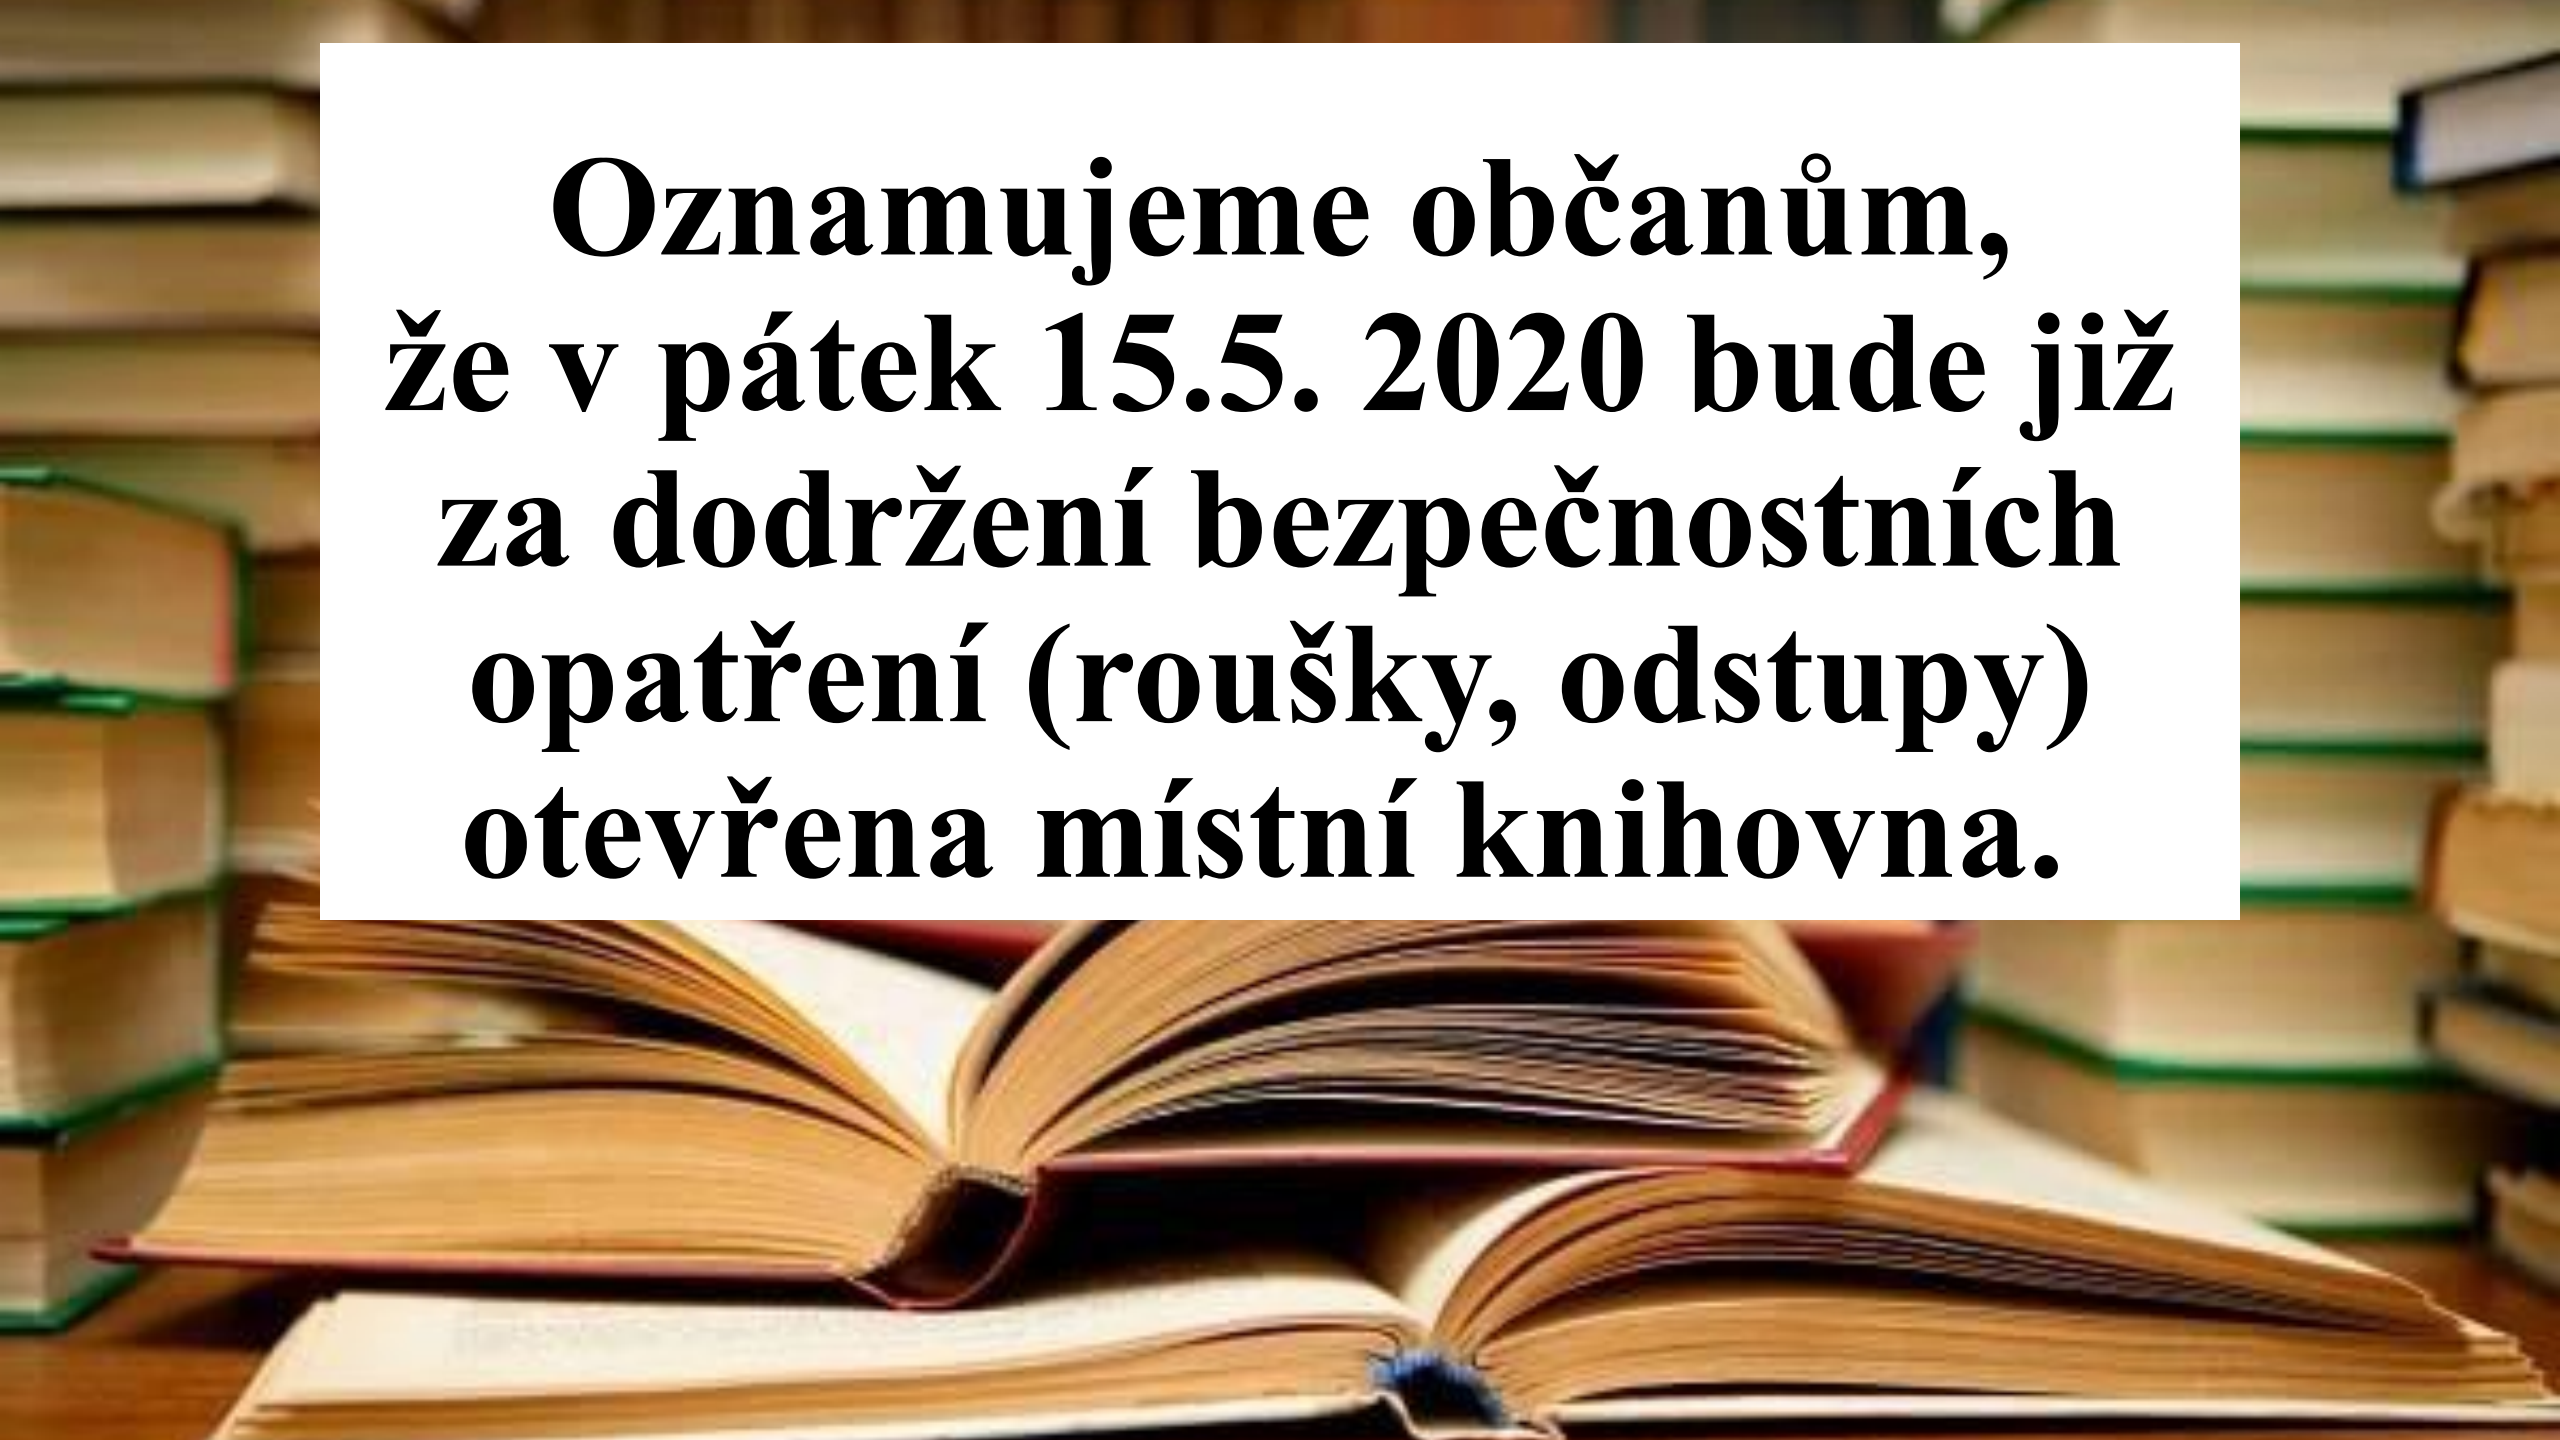 Oznamujeme občanům,
že v pátek 15.5. 2020 bude již
za dodržení bezpečnostních
opatření (roušky, odstupy)
otevřena místní knihovna.